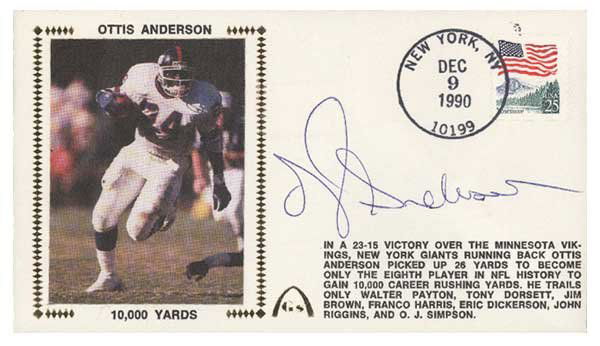 OTTIS ANDERSON
10,000 YARDS
NEW YORK, NY
DEC
9
1990
10199
USA
25
O J Anderson
IN A 23-15 VICTORY OVER THE MINNESOTA VIK-
INGS, NEW YORK GIANTS RUNNING BACK OTTIS
ANDERSON PICKED UP 26 YARDS TO BECOME
ONLY THE EIGHTH PLAYER IN NFL HISTORY TO
GAIN 10,000 CAREER RUSHING YARDS. HE TRAILS
ONLY WALTER PAYTON, TONY DORSETT, JIM
BROWN, FRANCO HARRIS, ERIC DICKERSON, JOHN
RIGGINS, AND O. J. SIMPSON.
GS